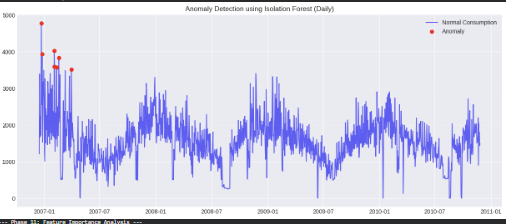 Anomaly Detection using Isolation Forest (Daily)
Normal Consumption
Anomaly
5000
4000
3000
2000
1000
0
2007-01 2007-07 2008-01 2008-07 2009-01 2009-07 2010-01 2010-07 2011-01
--- Phase 11: Feature Importance Analysis ---